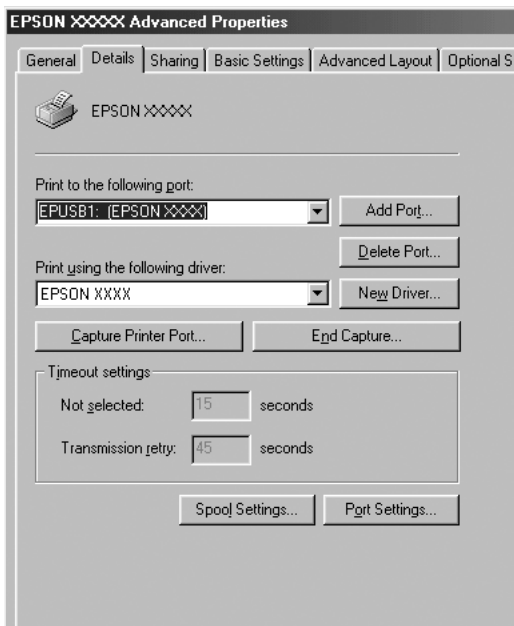 EPSON XXXXX Advanced Properties
General Details Sharing Basic Settings Advanced Layout Optional S
EPSON XXXXX
Print to the following port:
EPUSB1: (EPSON XXXX)
Add Port...
Delete Port...
Print using the following driver:
EPSON XXXX
New Driver...
Capture Printer Port... End Capture...
Timeout settings
Not selected: 15 seconds
Transmission retry: 45 seconds
Spool Settings... Port Settings...